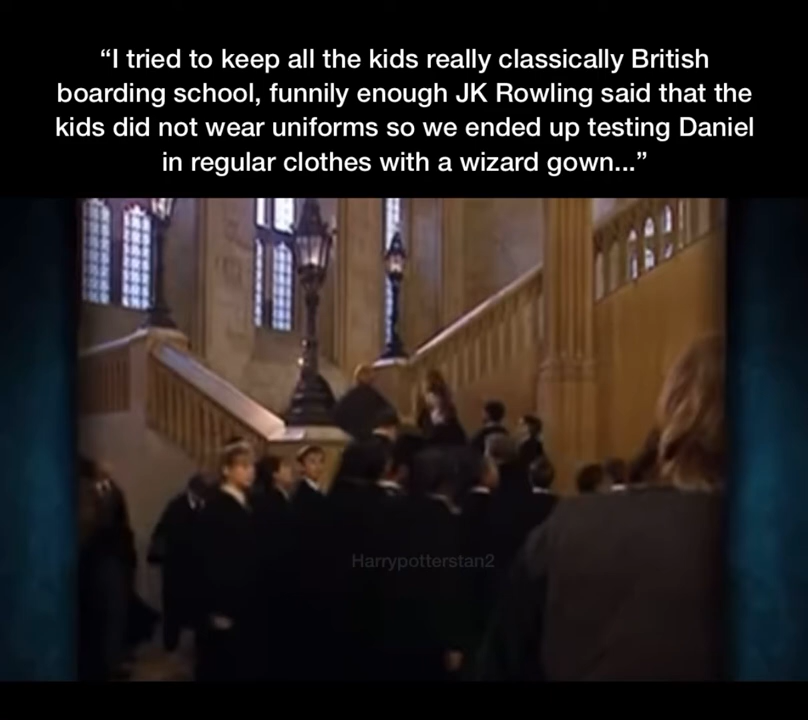 “I tried to keep all the kids really classically British
boarding school, funnily enough JK Rowling said that the
kids did not wear uniforms so we ended up testing Daniel
in regular clothes with a wizard gown...”
Harrypotterstan2